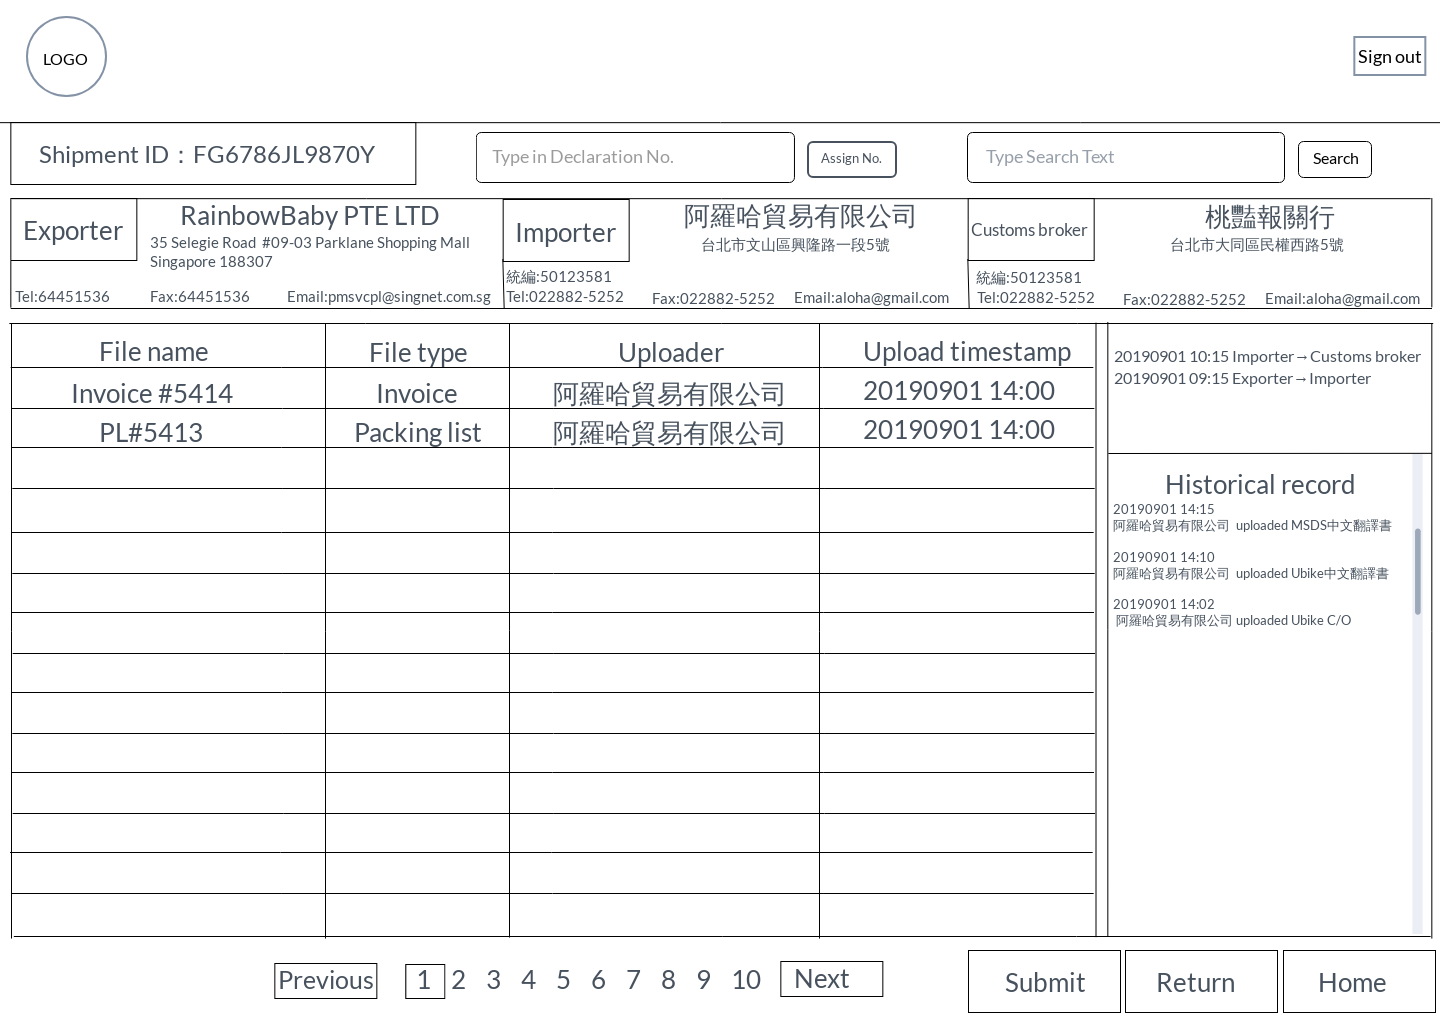 LOGO
Sign out
Shipment ID：FG6786JL9870Y
Type in Declaration No.
Assign No.
Type Search Text
Search
Exporter
RainbowBaby PTE LTD
35 Selegie Road #09-03 Parklane Shopping Mall
Singapore 188307
Tel:64451536
Fax:64451536
Email:pmsvcpl@singnet.com.sg
Importer
阿羅哈貿易有限公司
台北市文山區興隆路一段5號
統編:50123581
Tel:022882-5252
Fax:022882-5252
Email:aloha@gmail.com
Customs broker
桃豔報關行
台北市大同區民權西路5號
統編:50123581
Tel:022882-5252
Fax:022882-5252
Email:aloha@gmail.com
File name File type Uploader Upload timestamp
Invoice #5414 Invoice 阿羅哈貿易有限公司 20190901 14:00
PL#5413 Packing list 阿羅哈貿易有限公司 20190901 14:00
20190901 10:15 Importer→Customs broker
20190901 09:15 Exporter→Importer
Historical record
20190901 14:15
阿羅哈貿易有限公司 uploaded MSDS中文翻譯書
20190901 14:10
阿羅哈貿易有限公司 uploaded Ubike中文翻譯書
20190901 14:02
阿羅哈貿易有限公司 uploaded Ubike C/O
Previous 1 2 3 4 5 6 7 8 9 10 Next
Submit
Return
Home